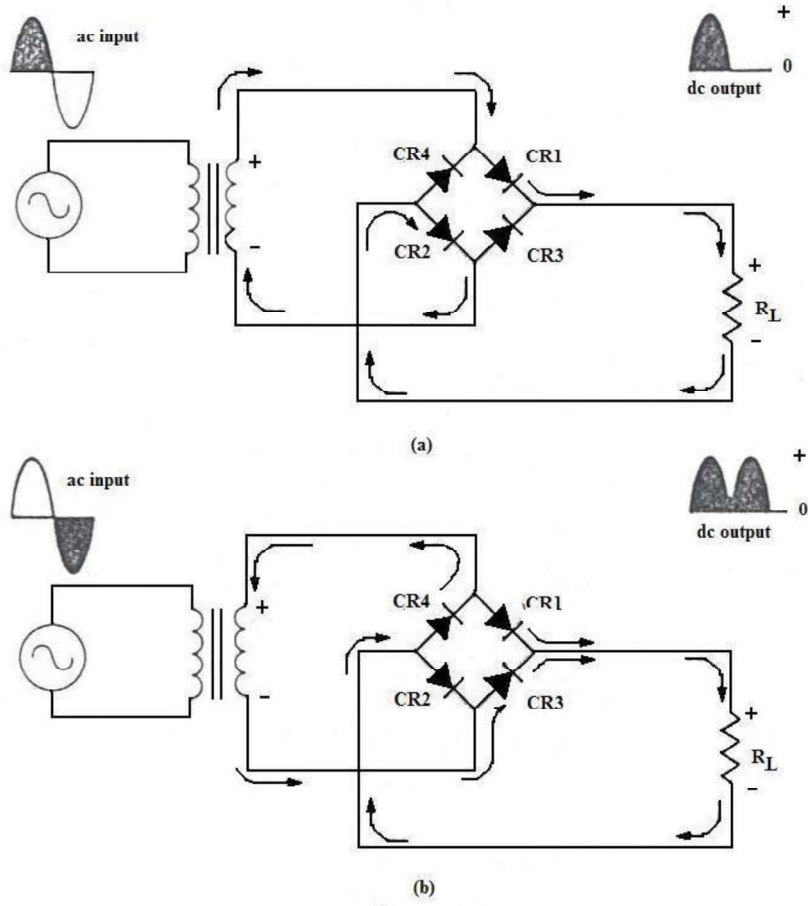 ac input
+
0
dc output
CR4
CR1
+
-
CR2
CR3
+
RL
-
(a)
ac input
+
0
dc output
CR4
CR1
+
-
CR2
CR3
+
RL
-
(b)